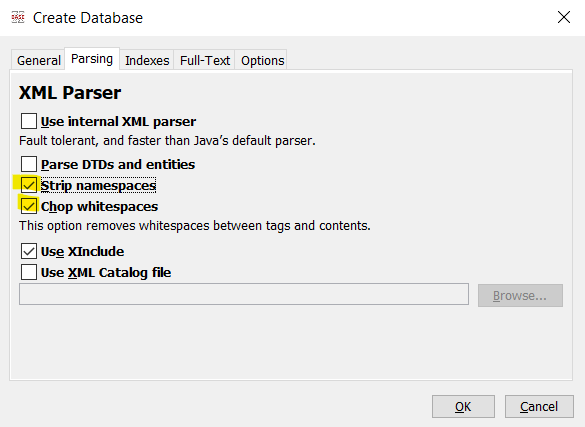 Create Database
General Parsing Indexes Full-Text Options
XML Parser
Use internal XML parser
Fault tolerant, and faster than Java's default parser.
Parse DTDs and entities
Strip namespaces
Chop whitespaces
This option removes whitespaces between tags and contents.
Use XInclude
Use XML Catalog file
Browse...
OK Cancel